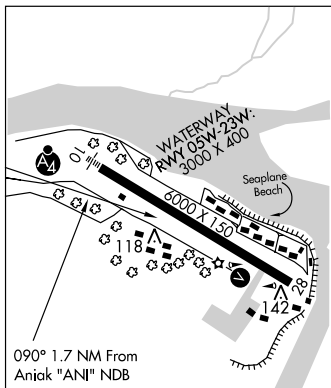 WATERWAY
RWY 05W-23W:
3000 X 400
Seaplane
Beach
A4
10
6000 X 150
118
V
28
142
090° 1.7 NM From
Aniak "ANI" NDB